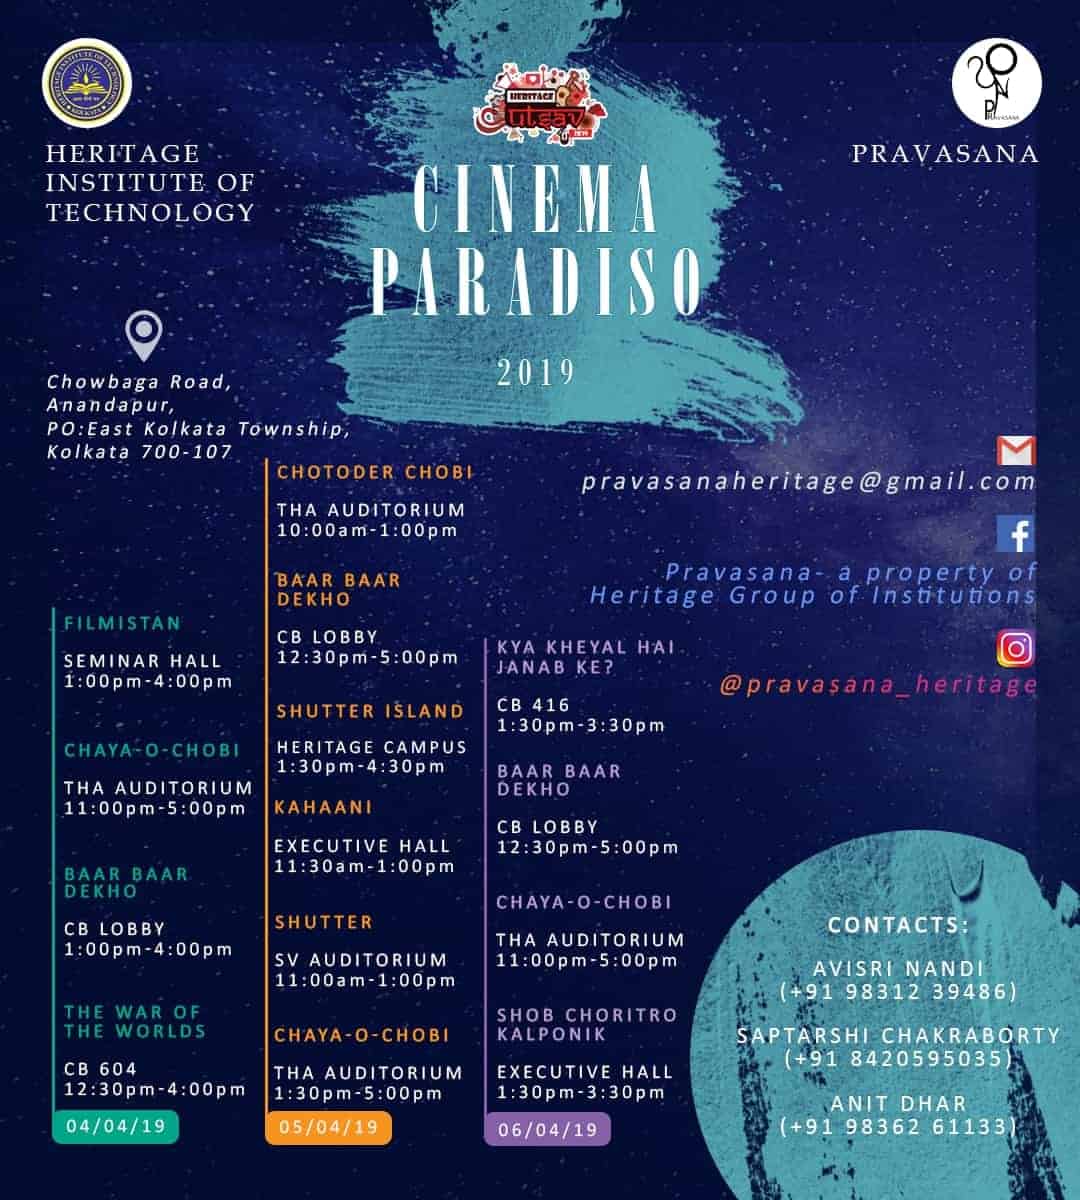 HERITAGE INSTITUTE OF TECHNOLOGY
KOLKATA
HERITAGE
utsav
2019
PRAVASANA
HERITAGE
INSTITUTE OF
TECHNOLOGY
PRAVASANA
CINEMA
PARADISO
2019
Chowbaga Road,
Anandapur,
PO:East Kolkata Township,
Kolkata 700-107
pravasanaheritage@gmail.com
Pravasana- a property of
Heritage Group of Institutions
@pravasana_heritage
FILMISTAN
SEMINAR HALL
1:00pm-4:00pm
CHAYA-O-CHOBI
THA AUDITORIUM
11:00pm-5:00pm
BAAR BAAR
DEKHO
CB LOBBY
1:00pm-4:00pm
THE WAR OF
THE WORLDS
CB 604
12:30pm-4:00pm
04/04/19
CHOTODER CHOBI
THA AUDITORIUM
10:00am-1:00pm
BAAR BAAR
DEKHO
CB LOBBY
12:30pm-5:00pm
SHUTTER ISLAND
HERITAGE CAMPUS
1:30pm-4:30pm
KAHAANI
EXECUTIVE HALL
11:30am-1:00pm
SHUTTER
SV AUDITORIUM
11:00am-1:00pm
CHAYA-O-CHOBI
THA AUDITORIUM
1:30pm-5:00pm
05/04/19
KYA KHEYAL HAI
JANAB KE?
CB 416
1:30pm-3:30pm
BAAR BAAR
DEKHO
CB LOBBY
12:30pm-5:00pm
CHAYA-O-CHOBI
THA AUDITORIUM
11:00pm-5:00pm
SHOB CHORITRO
KALPONIK
EXECUTIVE HALL
1:30pm-3:30pm
06/04/19
CONTACTS:
AVISRI NANDI
(+91 98312 39486)
SAPTARSHI CHAKRABORTY
(+91 8420595035)
ANIT DHAR
(+91 98362 61133)